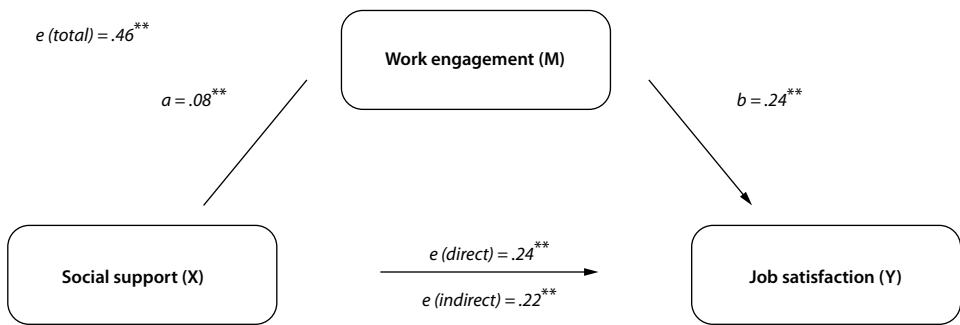 e (total) = .46**
Work engagement (M)
a = .08**
b = .24**
e (direct) = .24**
Social support (X)
Job satisfaction (Y)
e (indirect) = .22**